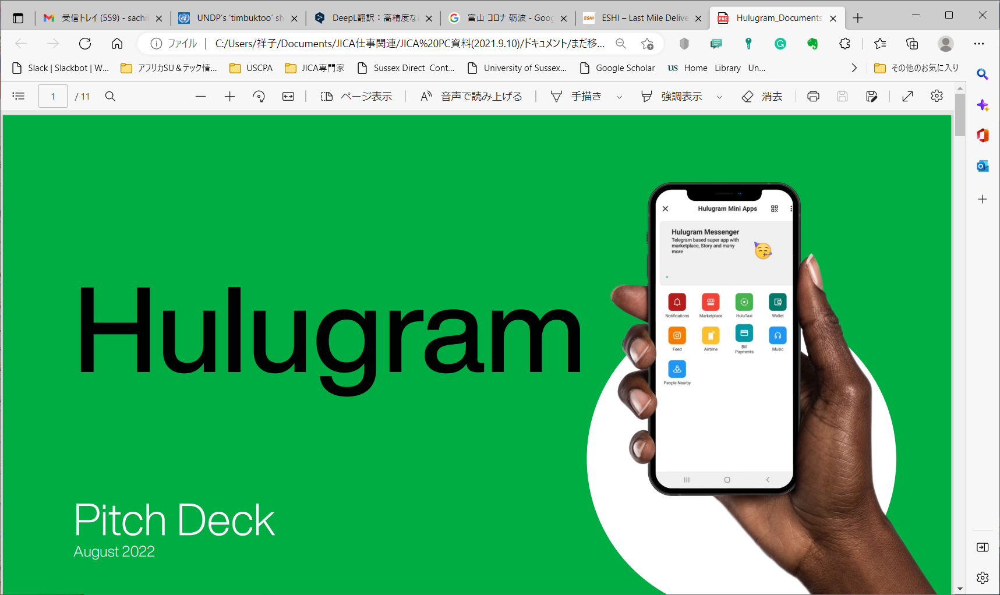 受信トレイ (559) - sachil
UNDP's 'timbuktoo' sh
DeepL翻訳：高精度な
富山 コロナ 砺波 - Goog
ESHI – Last Mile Delive
Hulugram_Documents
ファイル
C:/Users/祥子/Documents/JICA仕事関連/JICA%20PC資料(2021.9.10)/ドキュメント/まだ移...
Slack | Slackbot | W...
アフリカSU＆テック情...
USCPA
JICA専門家
Sussex Direct Cont...
University of Sussex...
Google Scholar
US Home Library Un...
その他のお気に入り
1 / 11
ページ表示
音声で読み上げる
手描き
強調表示
消去
Hulugram
Pitch Deck
August 2022
Hulugram Mini Apps
Hulugram Messenger
Telegram based super app with
marketplace, Story and many
more
Notifications
Marketplace
HuluTaxi
Wallet
Feed
Airtime
Bill
Payments
Music
People Nearby